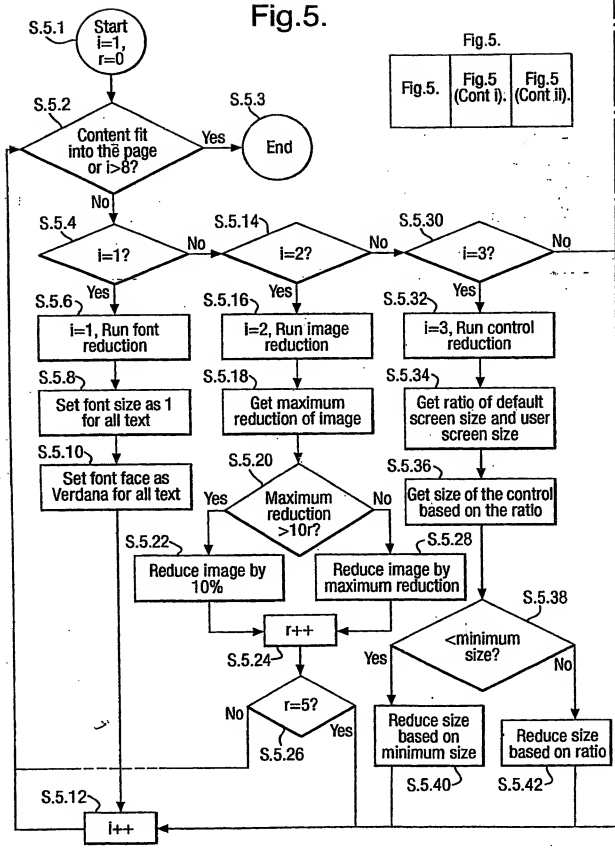 Fig.5.
S.5.1
Start
i=1,
r=0
Fig.5.
Fig.5.
Fig.5
(Cont i).
Fig.5
(Cont ii).
S.5.2
Content fit
into the page
or i>8?
Yes
S.5.3
End
No
S.5.4
i=1?
No
S.5.14
i=2?
No
S.5.30
i=3?
No
Yes
Yes
Yes
S.5.6
i=1, Run font
reduction
S.5.16
i=2, Run image
reduction
S.5.32
i=3, Run control
reduction
S.5.8
Set font size as 1
for all text
S.5.18
Get maximum
reduction of image
S.5.34
Get ratio of default
screen size and user
screen size
S.5.10
Set font face as
Verdana for all text
S.5.20
Maximum
reduction
>10r?
Yes
No
S.5.36
Get size of the control
based on the ratio
S.5.22
Reduce image by
10%
S.5.28
Reduce image by
maximum reduction
S.5.38
<minimum
size?
Yes
No
r++
S.5.24
r=5?
No
Yes
S.5.26
Reduce size
based on
minimum size
S.5.40
Reduce size
based on ratio
S.5.42
S.5.12
i++